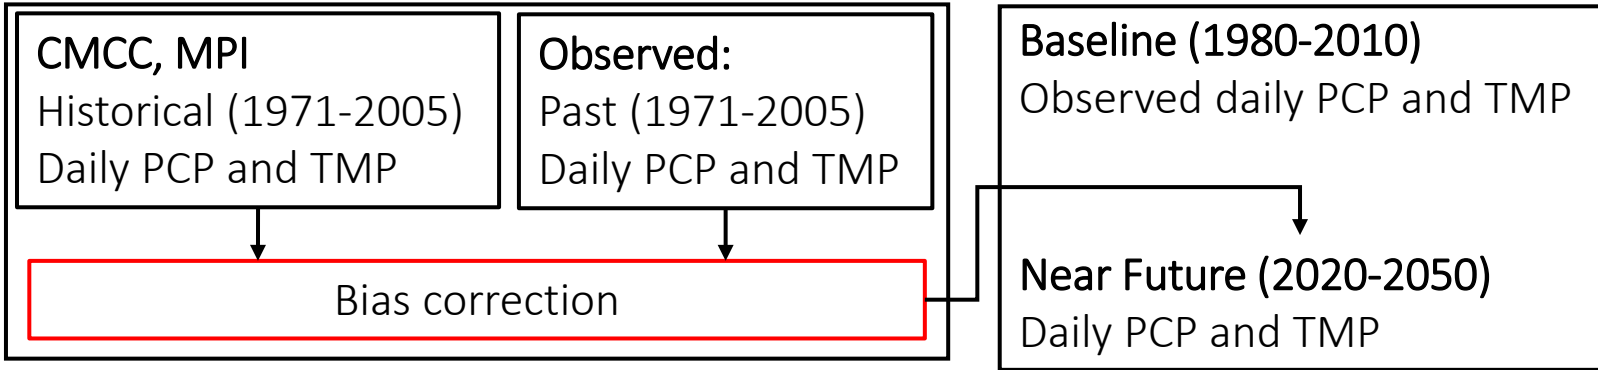 CMCC, MPI
Historical (1971-2005)
Daily PCP and TMP
Observed:
Past (1971-2005)
Daily PCP and TMP
Bias correction
Baseline (1980-2010)
Observed daily PCP and TMP
Near Future (2020-2050)
Daily PCP and TMP